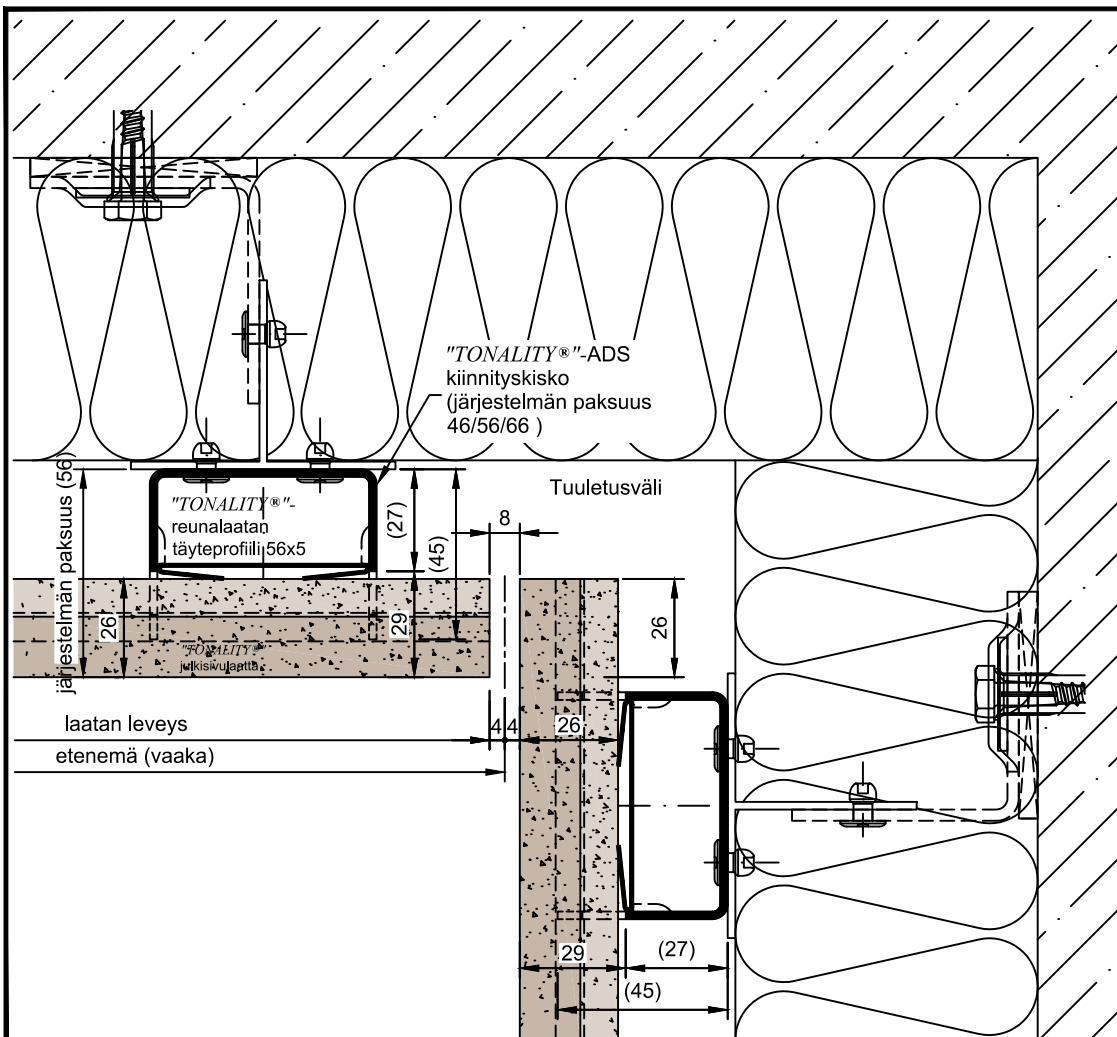 "TONALITY®"-ADS
kiinnityskisko
(järjestelmän paksuus
46/56/66 )
Tuuletusväli
järjestelmän paksuus (56)
"TONALITY®"-
reunalaatan
täyteprofiili 56x5
(27)
(45)
8
26
29
26
"TONALITY®"
julkisivulaatta
laatan leveys
4
4
26
etenemä (vaaka)
29
(27)
(45)